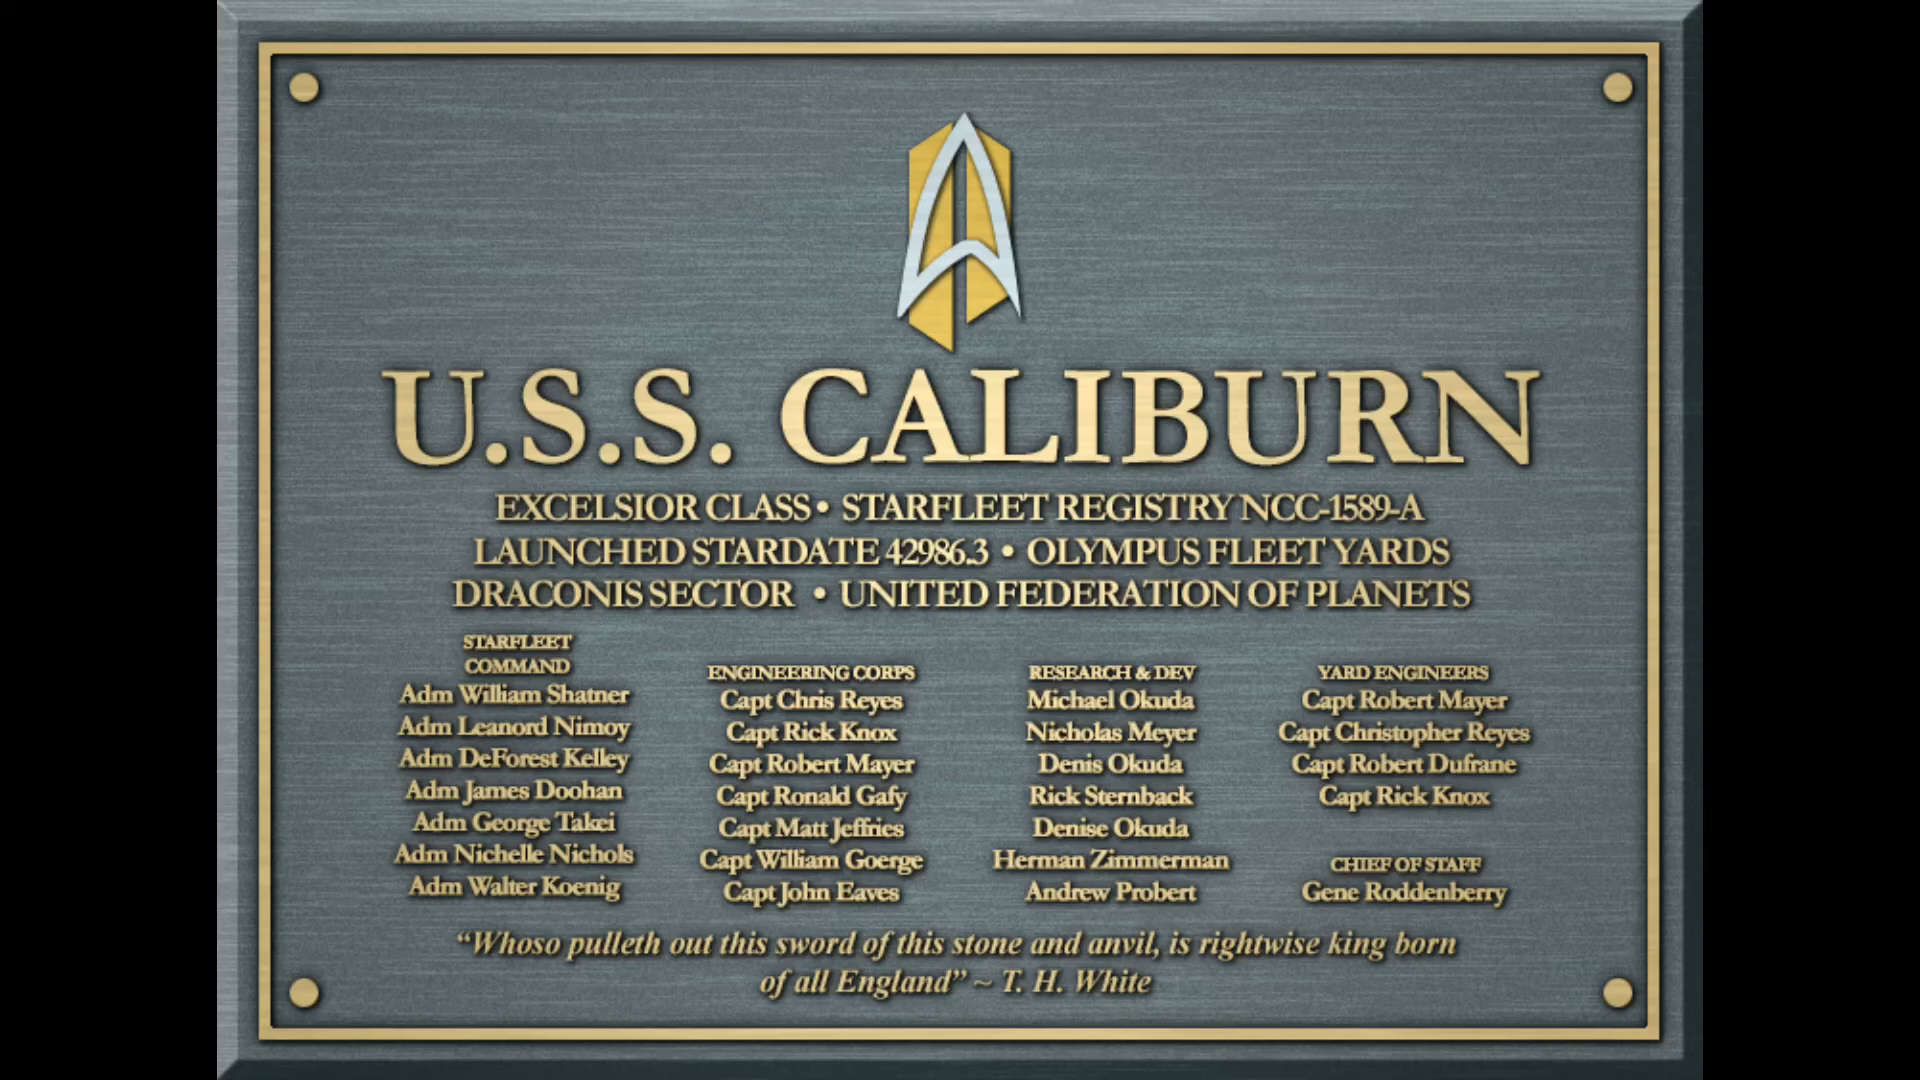 U.S.S. CALIBURN
EXCELSIOR CLASS • STARFLEET REGISTRY NCC-1589-A
LAUNCHED STARDATE 42986.3 • OLYMPUS FLEET YARDS
DRACONIS SECTOR • UNITED FEDERATION OF PLANETS
STARFLEET
COMMAND
Adm William Shatner
Adm Leanord Nimoy
Adm DeForest Kelley
Adm James Doohan
Adm George Takei
Adm Nichelle Nichols
Adm Walter Koenig
ENGINEERING CORPS
Capt Chris Reyes
Capt Rick Knox
Capt Robert Mayer
Capt Ronald Gafy
Capt Matt Jeffries
Capt William Goerge
Capt John Eaves
RESEARCH & DEV
Michael Okuda
Nicholas Meyer
Denis Okuda
Rick Sternback
Denise Okuda
Herman Zimmerman
Andrew Probert
YARD ENGINEERS
Capt Robert Mayer
Capt Christopher Reyes
Capt Robert Dufrane
Capt Rick Knox
CHIEF OF STAFF
Gene Roddenberry
“Whoso pulleth out this sword of this stone and anvil, is rightwise king born
of all England” ~ T. H. White